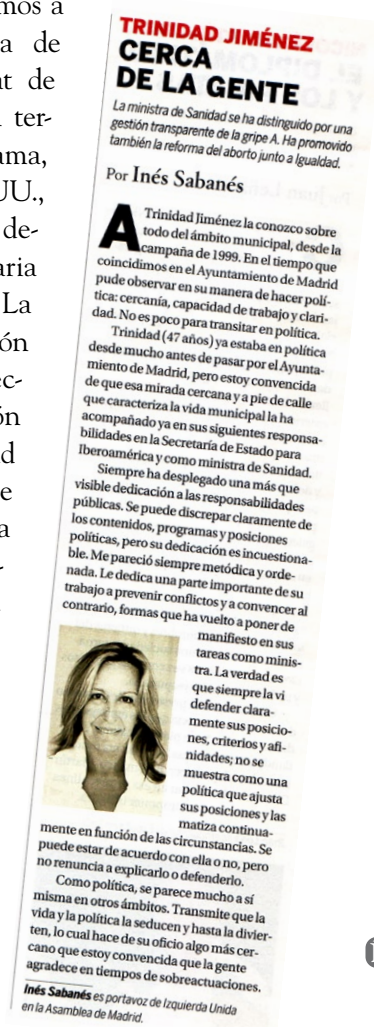 mos a
a de
nt de
ter-
ama,
UU.,
de-
aria
La
ón
ec-
ón
ad
e
a
-
TRINIDAD JIMÉNEZ
CERCA
DE LA GENTE
La ministra de Sanidad se ha distinguido por una
gestión transparente de la gripe A. Ha promovido
también la reforma del aborto junto a Igualdad.
Por Inés Sabanés
A Trinidad Jiménez la conozco sobre
todo del ámbito municipal, desde la
campaña de 1999. En el tiempo que
coincidimos en el Ayuntamiento de Madrid
pude observar en su manera de hacer polí-
tica: cercanía, capacidad de trabajo y clari-
dad. No es poco para transitar en política.
Trinidad (47 años) ya estaba en política
desde mucho antes de pasar por el Ayunta-
miento de Madrid, pero estoy convencida
de que esa mirada cercana y a pie de calle
que caracteriza la vida municipal la ha
acompañado ya en sus siguientes responsa-
bilidades en la Secretaría de Estado para
Iberoamérica y como ministra de Sanidad.
Siempre ha desplegado una más que
visible dedicación a las responsabilidades
públicas. Se puede discrepar claramente de
los contenidos, programas y posiciones
políticas, pero su dedicación es incuestiona-
ble. Me pareció siempre metódica y orde-
nada. Le dedica una parte importante de su
trabajo a prevenir conflictos y a convencer al
contrario, formas que ha vuelto a poner de
manifiesto en sus
tareas como minis-
tra. La verdad es
que siempre la vi
defender clara-
mente sus posicio-
nes, criterios y afi-
nidades; no se
muestra como una
política que ajusta
sus posiciones y las
matiza continua-
mente en función de las circunstancias. Se
puede estar de acuerdo con ella o no, pero
no renuncia a explicarlo o defenderlo.
Como política, se parece mucho a sí
misma en otros ámbitos. Transmite que la
vida y la política la seducen y hasta la divier-
ten, lo cual hace de su oficio algo más cer-
cano que estoy convencida que la gente
agradece en tiempos de sobreactuaciones.
Inés Sabanés es portavoz de Izquierda Unida
en la Asamblea de Madrid.